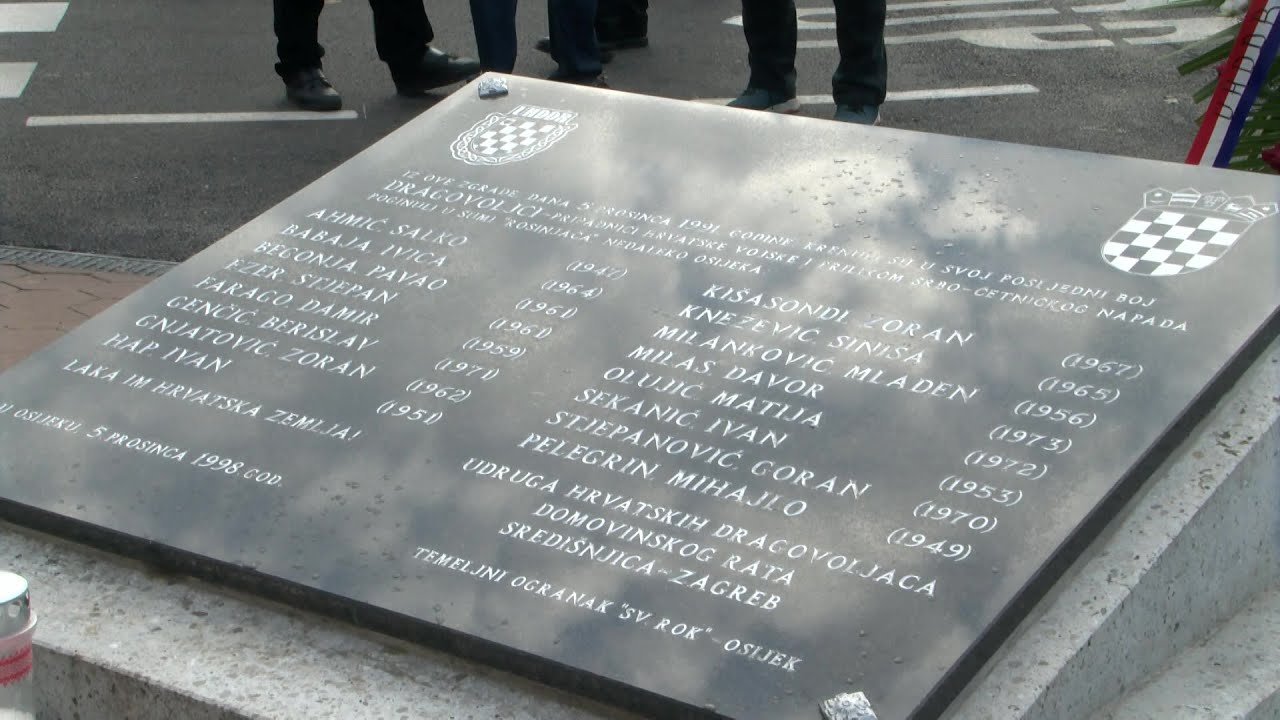 UHDDR
IZ OVE ZGRADE, DANA 5. PROSINCA 1991. GODINE KRENULI SU U SVOJ POSLJEDNI BOJ
DRAGOVOLJCI-PRIPADNICI HRVATSKE VOJSKE I PRILIKOM SRBO-ČETNIČKOG NAPADA
POGINULI U ŠUMI "ROSINJAČA" NEDALEKO OSIJEKA
AHMIĆ SALKO (1947)
BABAJA IVICA (1964)
BEGONJA PAVAO (1961)
EZER STJEPAN (1961)
FARAGO DAMIR (1959)
GENČIĆ BERISLAV (1971)
GNJATOVIĆ ZORAN (1962)
HAP IVAN (1951)
KIŠASONDI ZORAN (1967)
KNEŽEVIĆ SINIŠA (1965)
MILANKOVIĆ MLADEN (1956)
MILAS DAVOR (1973)
OLUJIĆ MATIJA (1972)
SEKANIĆ IVAN (1953)
STJEPANOVIĆ GORAN (1970)
PELEGRIN MIHAJLO (1949)
LAKA IM HRVATSKA ZEMLJA!
U OSIJEKU, 5. PROSINCA 1998. GOD.
UDRUGA HRVATSKIH DRAGOVOLJACA
DOMOVINSKOG RATA
SREDIŠNJICA-ZAGREB
TEMELJNI OGRANAK "SV. ROK"-OSIJEK